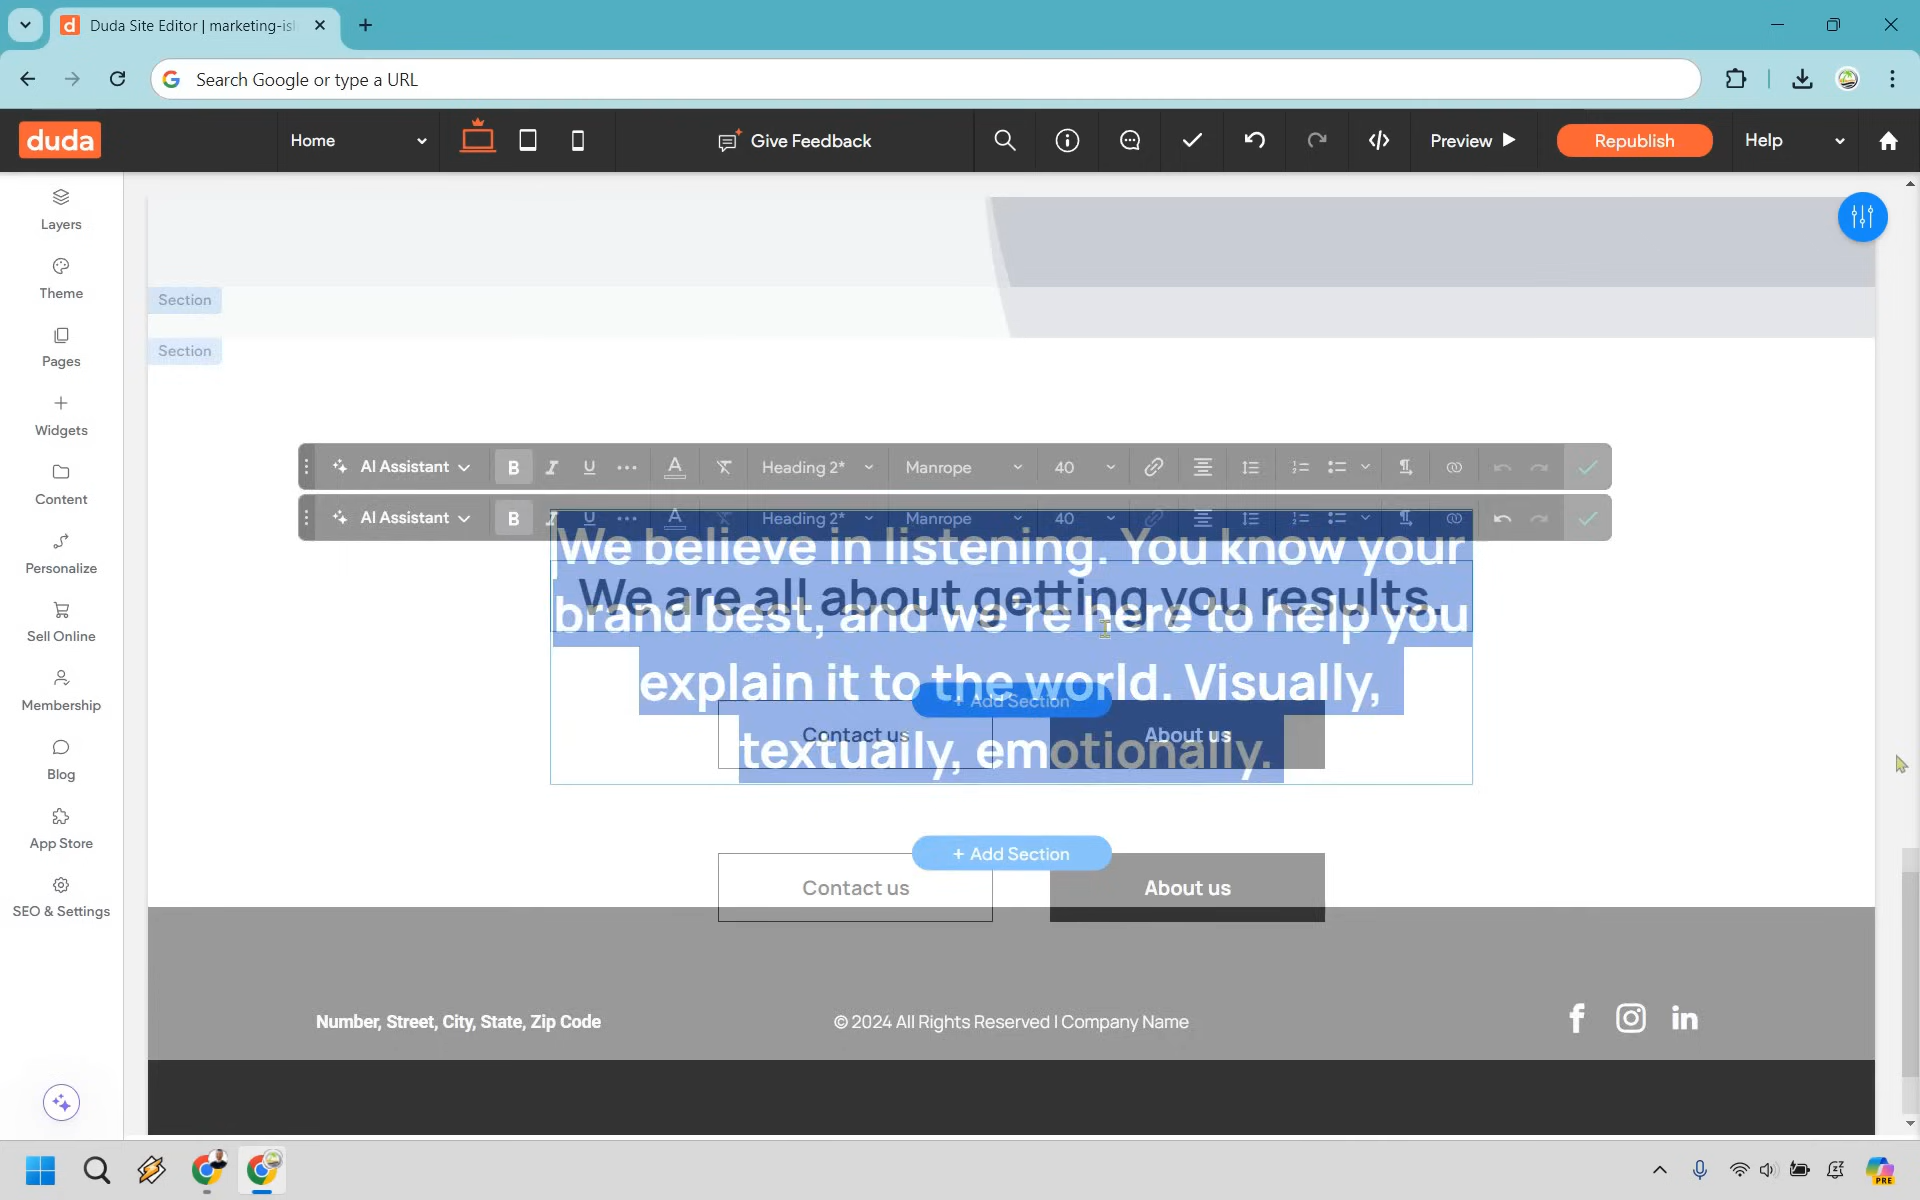 Duda Site Editor | marketing-isl
Search Google or type a URL
duda
Home
Give Feedback
Preview
Republish
Help
Layers
Theme
Pages
Widgets
Content
Personalize
Sell Online
Membership
Blog
App Store
SEO & Settings
Section
Section
AI Assistant B I U A Heading 2* Manrope 40
AI Assistant B I U A Heading 2* Manrope 40
We believe in listening. You know your
We are all about getting you results.
brand best, and we're here to help you
explain it to the world. Visually,
+ Add Section
Contact us
About us
textually, emotionally.
+ Add Section
Contact us
About us
Number, Street, City, State, Zip Code
© 2024 All Rights Reserved | Company Name
PRE